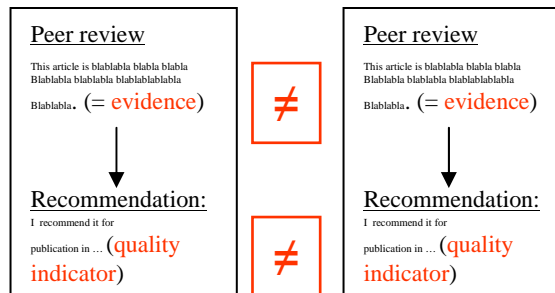 Peer review
This article is blablabla blabla blabla
Blablabla blablabla blablablablabla
Blablabla. (= evidence)
Recommendation:
I recommend it for
publication in ... (quality
indicator)
≠
≠
Peer review
This article is blablabla blabla blabla
Blablabla blablabla blablablablabla
Blablabla. (= evidence)
Recommendation:
I recommend it for
publication in ... (quality
indicator)